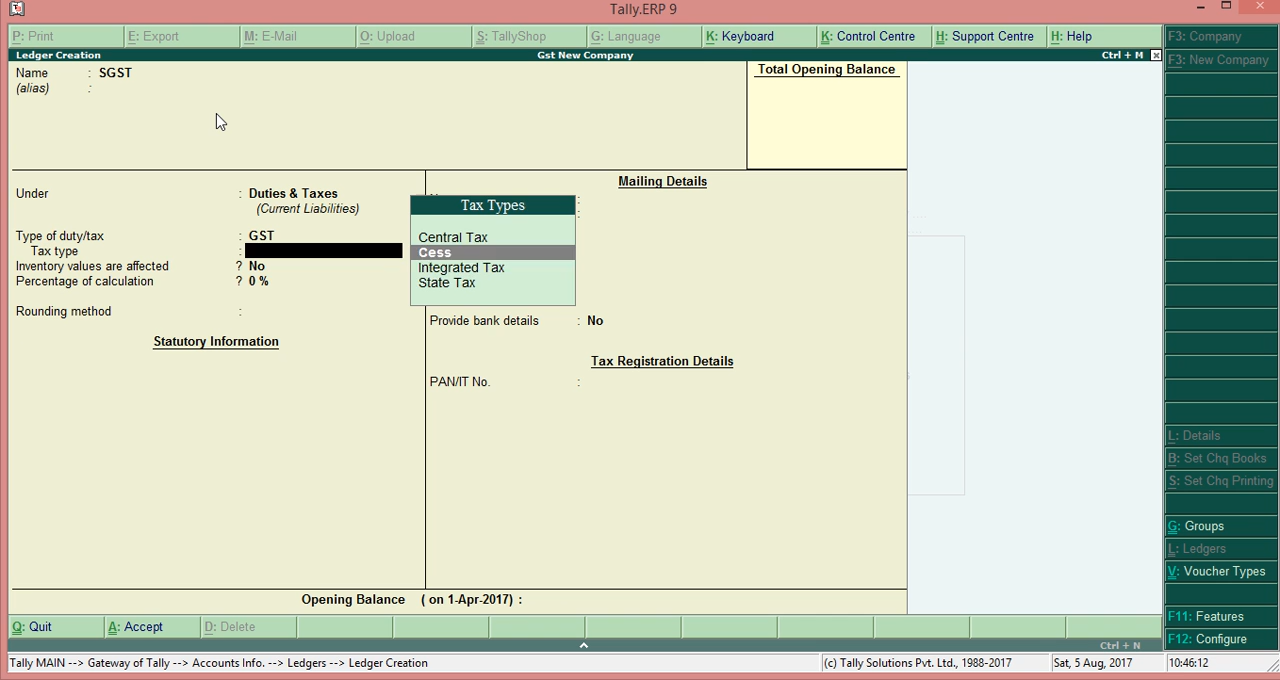 Tally.ERP 9
P: Print E: Export M: E-Mail O: Upload S: TallyShop G: Language K: Keyboard K: Control Centre H: Support Centre H: Help
Ledger Creation Gst New Company Ctrl + M
Name : SGST
(alias) :
Total Opening Balance
Under : Duties & Taxes
(Current Liabilities)
Type of duty/tax : GST
Tax type :
Inventory values are affected ? No
Percentage of calculation ? 0 %
Rounding method :
Statutory Information
Mailing Details
:
:
Tax Types
Central Tax
Cess
Integrated Tax
State Tax
Provide bank details : No
Tax Registration Details
PAN/IT No. :
Opening Balance ( on 1-Apr-2017) :
F3: Company
F3: New Company
L: Details
B: Set Chq Books
S: Set Chq Printing
G: Groups
L: Ledgers
V: Voucher Types
F11: Features
F12: Configure
Q: Quit A: Accept D: Delete
Ctrl + N
Tally MAIN --> Gateway of Tally --> Accounts Info. --> Ledgers --> Ledger Creation (c) Tally Solutions Pvt. Ltd., 1988-2017 Sat, 5 Aug, 2017 10:46:12